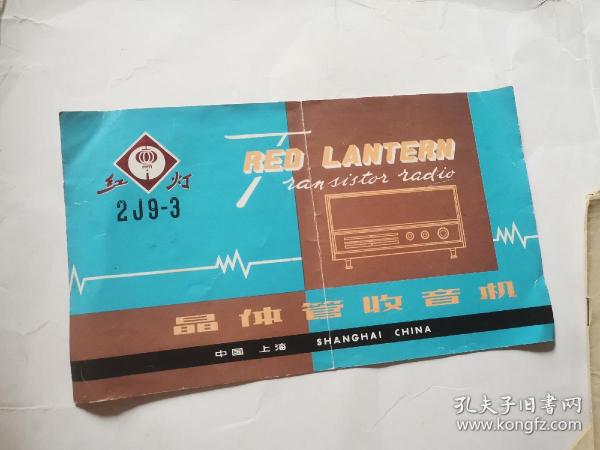 红 灯
2J9-3
RED LANTERN
Transistor radio
晶体管收音机
中国 上海 SHANGHAI CHINA
孔夫子旧书网
www.kongfz.com